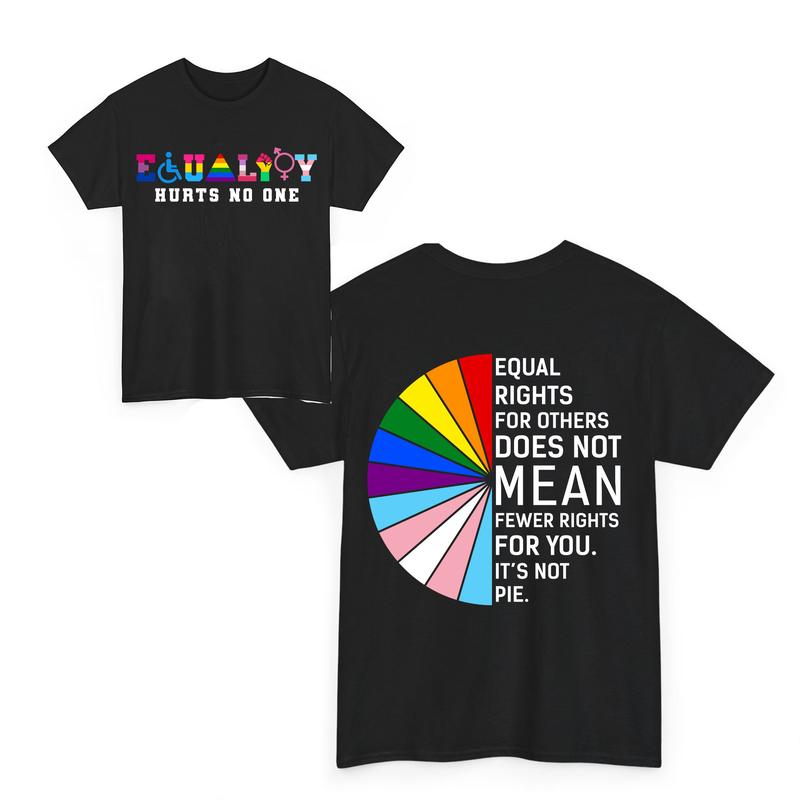 EQUALITY
HURTS NO ONE
EQUAL
RIGHTS
FOR OTHERS
DOES NOT
MEAN
FEWER RIGHTS
FOR YOU.
IT'S NOT
PIE.